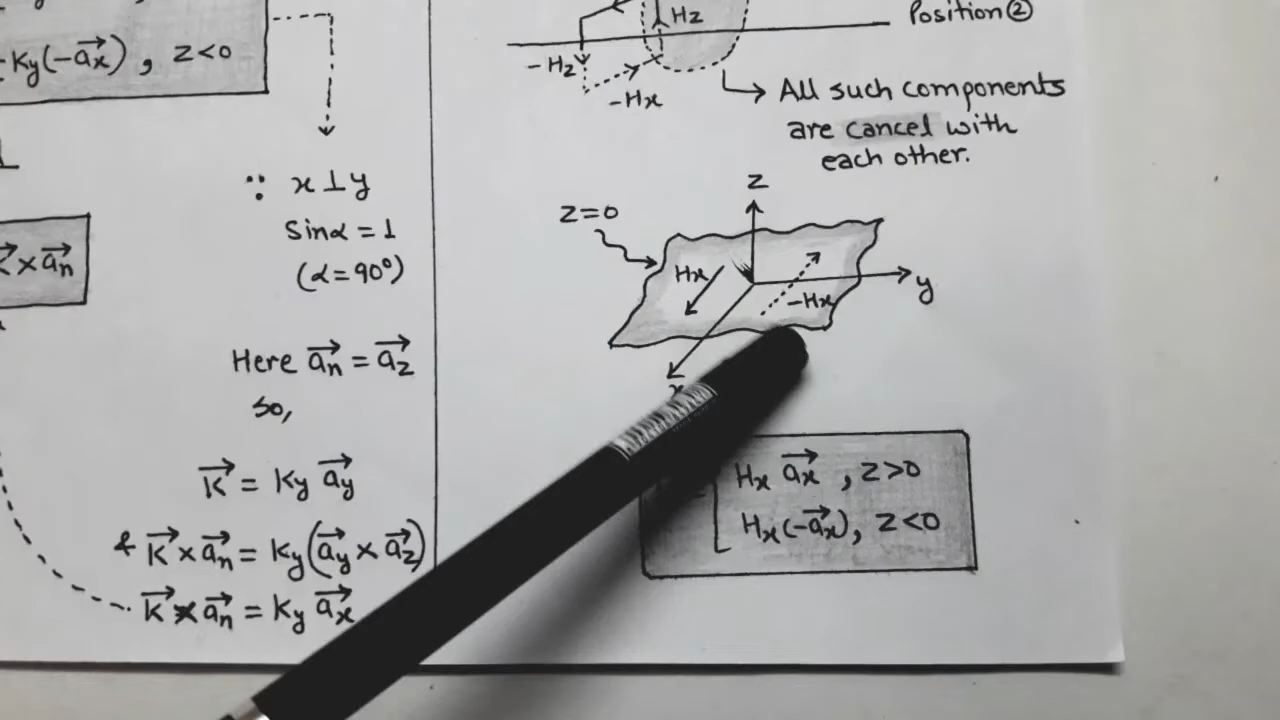 Ky(-ax), z<0
K×an
∵ x⊥y
Sinα = 1
(α=90°)
Here an = az
so,
K = Ky ay
& K×an = Ky(ay × az)
K×an = Ky ax
Hz
Position②
-Hz
-Hx
All such components
are cancel with
each other.
z
z=0
Hx
-Hx
y
x
Hx ax, z>0
Hx(-ax), z<0